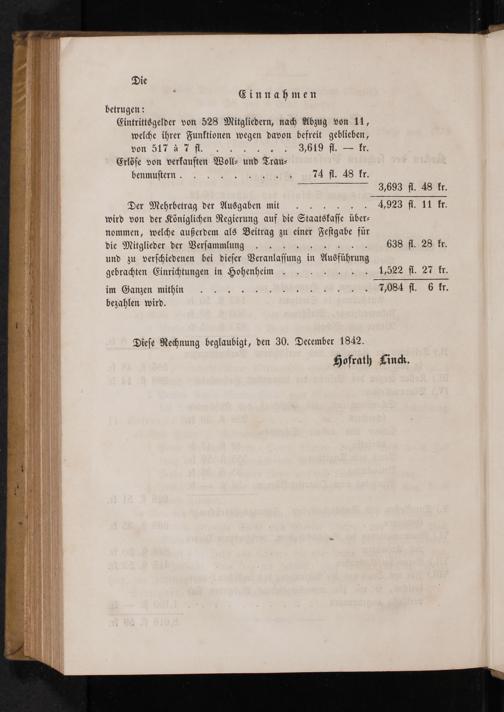 Die
Einnahmen
betrugen:
Eintrittsgelder von 528 Mitgliedern, nach Abzug von 11,
welche ihrer Funktionen wegen davon befreit geblieben,
von 517 à 7 fl. . . . . . . 3,619 fl. — kr.
Erlöse von verkauften Woll- und Trau-
benmustern . . . . . . . . . 74 fl. 48 kr.
3,693 fl. 48 kr.
Der Mehrbetrag der Ausgaben mit . . . . . . 4,923 fl. 11 kr.
wird von der Königlichen Regierung auf die Staatskasse über-
nommen, welche außerdem als Beitrag zu einer Festgabe für
die Mitglieder der Versammlung . . . . . . . . . 638 fl. 28 kr.
und zu verschiedenen bei dieser Veranlassung in Ausführung
gebrachten Einrichtungen in Hohenheim . . . . . . . 1,522 fl. 27 kr.
im Ganzen mithin . . . . . . . . . . . . . 7,084 fl. 6 kr.
bezahlen wird.
Diese Rechnung beglaubigt, den 30. December 1842.
Hofrath Linck.